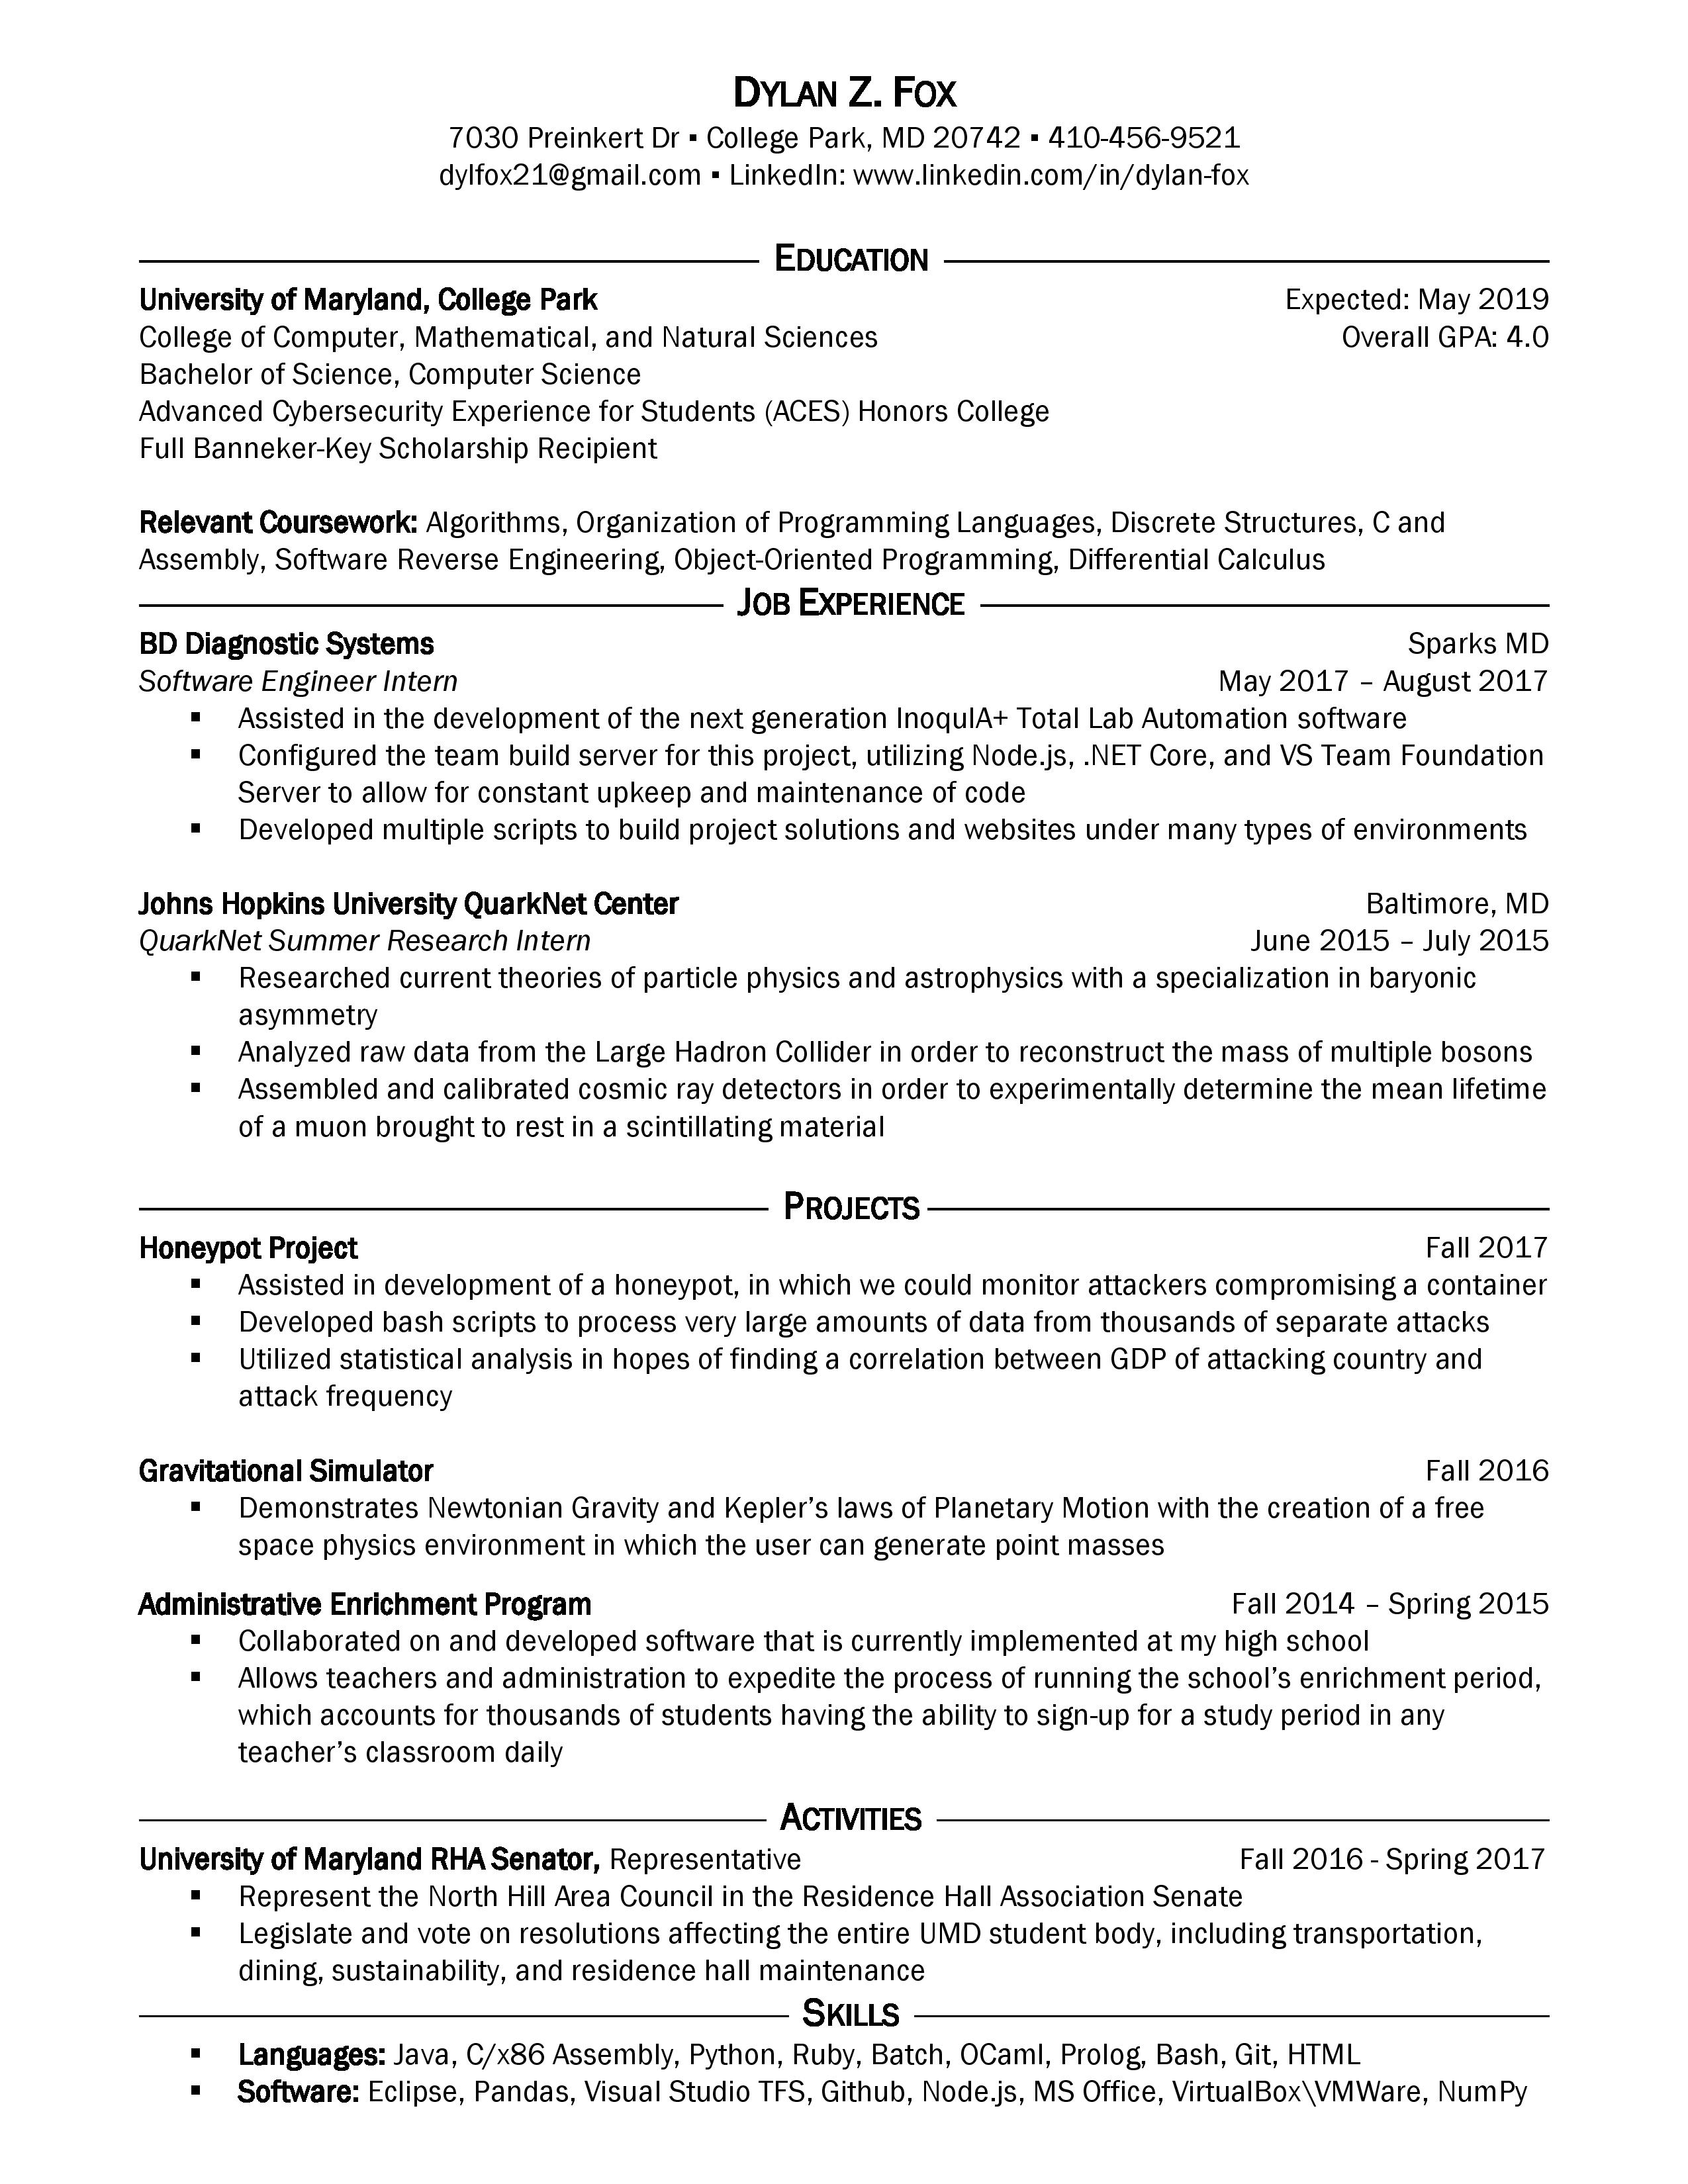 DYLAN Z. FOX
7030 Preinkert Dr ▪ College Park, MD 20742 ▪ 410-456-9521
dylfox21@gmail.com ▪ LinkedIn: www.linkedin.com/in/dylan-fox
EDUCATION
University of Maryland, College Park Expected: May 2019
College of Computer, Mathematical, and Natural Sciences Overall GPA: 4.0
Bachelor of Science, Computer Science
Advanced Cybersecurity Experience for Students (ACES) Honors College
Full Banneker-Key Scholarship Recipient
Relevant Coursework: Algorithms, Organization of Programming Languages, Discrete Structures, C and
Assembly, Software Reverse Engineering, Object-Oriented Programming, Differential Calculus
JOB EXPERIENCE
BD Diagnostic Systems Sparks MD
Software Engineer Intern May 2017 – August 2017
▪ Assisted in the development of the next generation InoqulA+ Total Lab Automation software
▪ Configured the team build server for this project, utilizing Node.js, .NET Core, and VS Team Foundation
Server to allow for constant upkeep and maintenance of code
▪ Developed multiple scripts to build project solutions and websites under many types of environments
Johns Hopkins University QuarkNet Center Baltimore, MD
QuarkNet Summer Research Intern June 2015 – July 2015
▪ Researched current theories of particle physics and astrophysics with a specialization in baryonic
asymmetry
▪ Analyzed raw data from the Large Hadron Collider in order to reconstruct the mass of multiple bosons
▪ Assembled and calibrated cosmic ray detectors in order to experimentally determine the mean lifetime
of a muon brought to rest in a scintillating material
PROJECTS
Honeypot Project Fall 2017
▪ Assisted in development of a honeypot, in which we could monitor attackers compromising a container
▪ Developed bash scripts to process very large amounts of data from thousands of separate attacks
▪ Utilized statistical analysis in hopes of finding a correlation between GDP of attacking country and
attack frequency
Gravitational Simulator Fall 2016
▪ Demonstrates Newtonian Gravity and Kepler’s laws of Planetary Motion with the creation of a free
space physics environment in which the user can generate point masses
Administrative Enrichment Program Fall 2014 – Spring 2015
▪ Collaborated on and developed software that is currently implemented at my high school
▪ Allows teachers and administration to expedite the process of running the school’s enrichment period,
which accounts for thousands of students having the ability to sign-up for a study period in any
teacher’s classroom daily
ACTIVITIES
University of Maryland RHA Senator, Representative Fall 2016 - Spring 2017
▪ Represent the North Hill Area Council in the Residence Hall Association Senate
▪ Legislate and vote on resolutions affecting the entire UMD student body, including transportation,
dining, sustainability, and residence hall maintenance
SKILLS
▪ Languages: Java, C/x86 Assembly, Python, Ruby, Batch, OCaml, Prolog, Bash, Git, HTML
▪ Software: Eclipse, Pandas, Visual Studio TFS, Github, Node.js, MS Office, VirtualBox\VMWare, NumPy